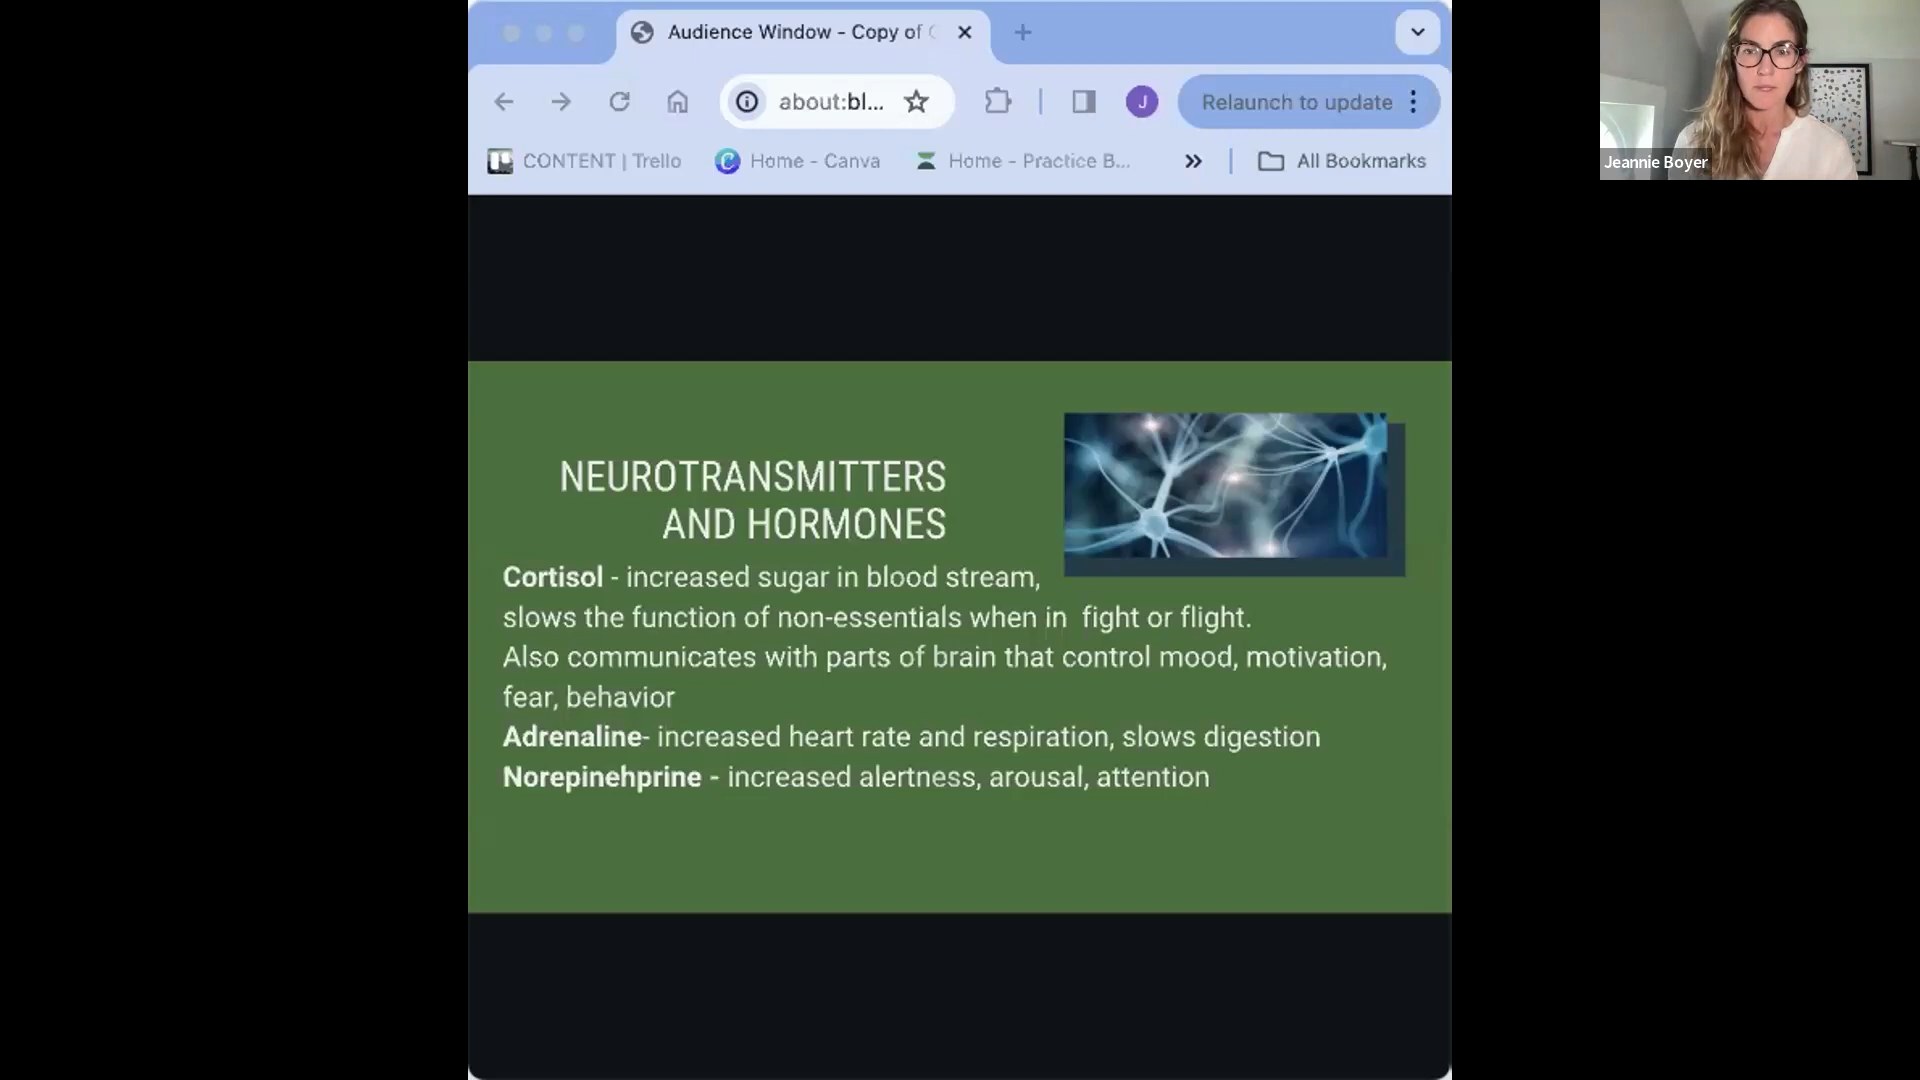 Audience Window - Copy of
about:bl...
J
Relaunch to update
CONTENT | Trello
Home - Canva
Home - Practice B...
All Bookmarks
Jeannie Boyer
NEUROTRANSMITTERS
AND HORMONES
Cortisol - increased sugar in blood stream,
slows the function of non-essentials when in fight or flight.
Also communicates with parts of brain that control mood, motivation,
fear, behavior
Adrenaline- increased heart rate and respiration, slows digestion
Norepinehprine - increased alertness, arousal, attention